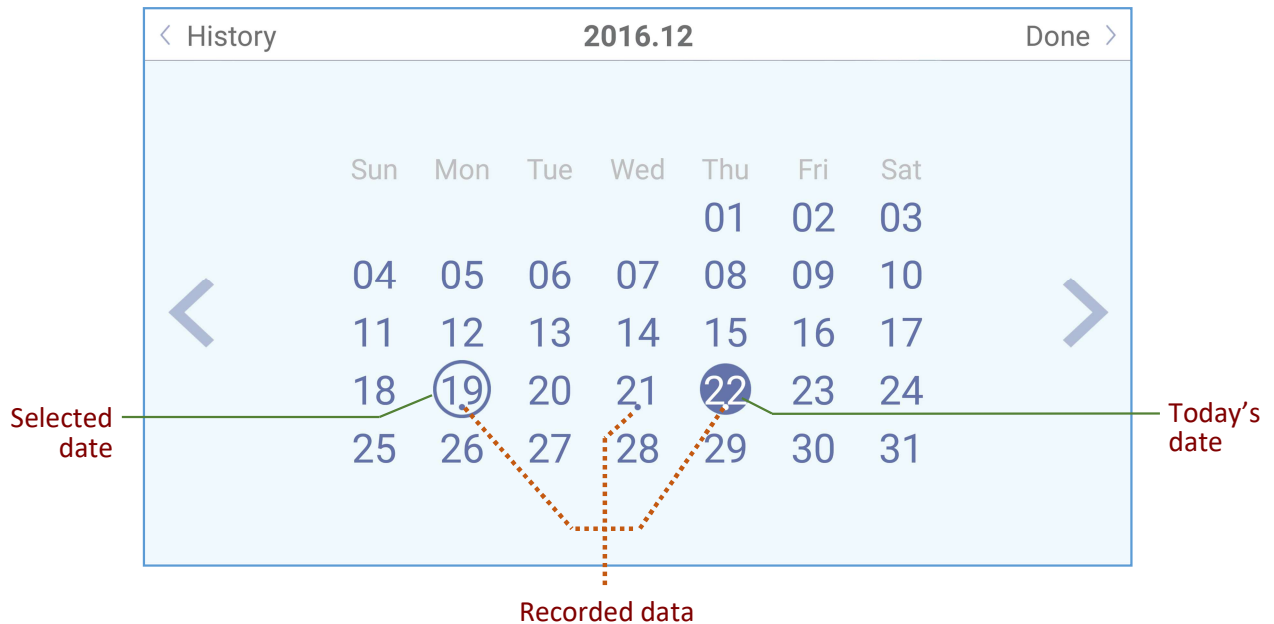 History 2016.12 Done
Sun Mon Tue Wed Thu Fri Sat
01 02 03
04 05 06 07 08 09 10
11 12 13 14 15 16 17
18 19 20 21 22 23 24
Selected
date
Today's
date
25 26 27 28 29 30 31
Recorded data